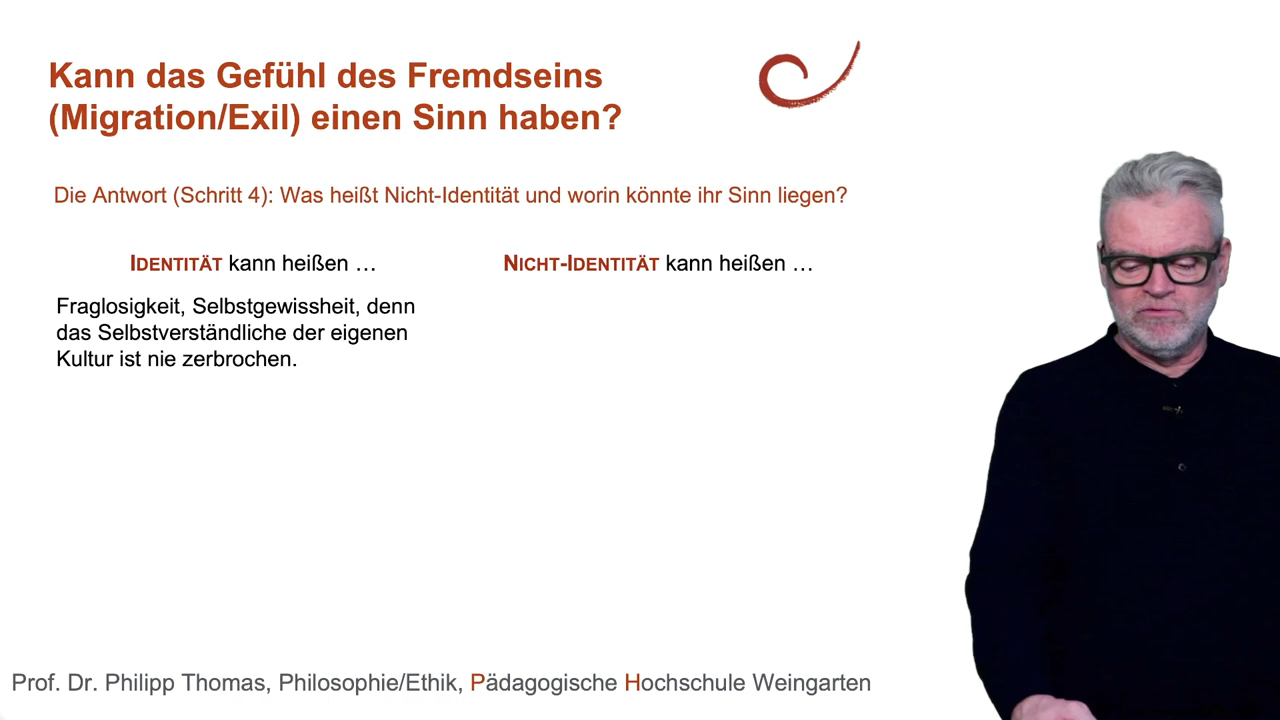 Kann das Gefühl des Fremdseins
(Migration/Exil) einen Sinn haben?
Die Antwort (Schritt 4): Was heißt Nicht-Identität und worin könnte ihr Sinn liegen?
IDENTITÄT kann heißen …
Fraglosigkeit, Selbstgewissheit, denn
das Selbstverständliche der eigenen
Kultur ist nie zerbrochen.
NICHT-IDENTITÄT kann heißen …
Prof. Dr. Philipp Thomas, Philosophie/Ethik, Pädagogische Hochschule Weingarten